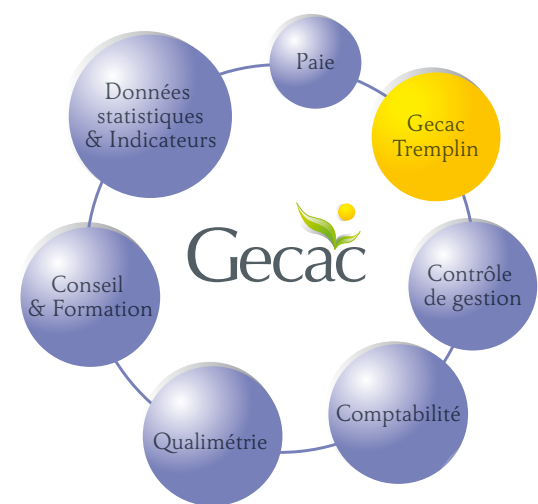 Paie
Gecac
Tremplin
Contrôle
de gestion
Comptabilité
Qualimétrie
Conseil
& Formation
Données
statistiques
& Indicateurs
Gecac